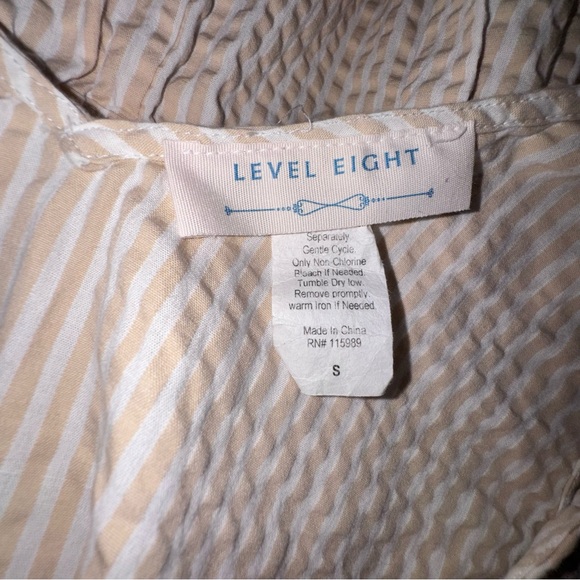 LEVEL EIGHT
Separately.
Gentle Cycle.
Only Non-Chlorine
Bleach if Needed.
Tumble Dry low.
Remove promptly.
warm Iron if Needed.
Made In China
RN# 115989
S